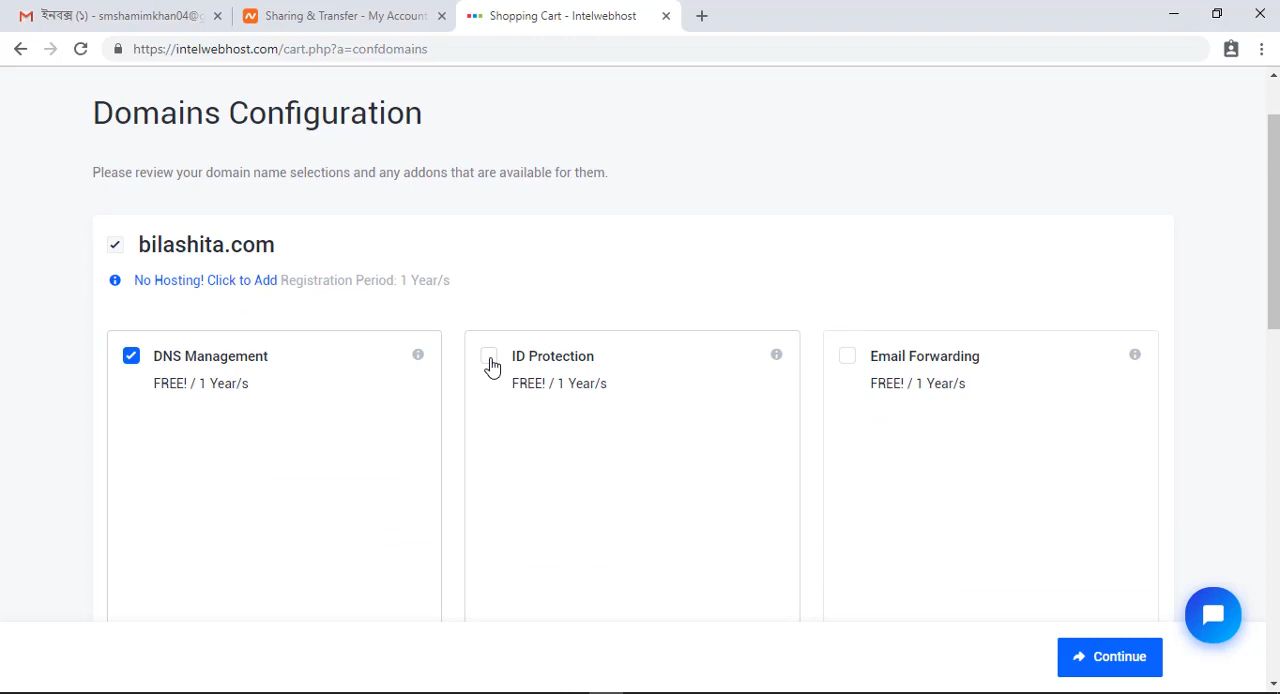 ইনবক্স (১) - smshamimkhan04@g
Sharing & Transfer - My Account
Shopping Cart - Intelwebhost
https://intelwebhost.com/cart.php?a=confdomains
Domains Configuration
Please review your domain name selections and any addons that are available for them.
bilashita.com
No Hosting! Click to Add Registration Period: 1 Year/s
DNS Management
FREE! / 1 Year/s
ID Protection
FREE! / 1 Year/s
Email Forwarding
FREE! / 1 Year/s
Continue